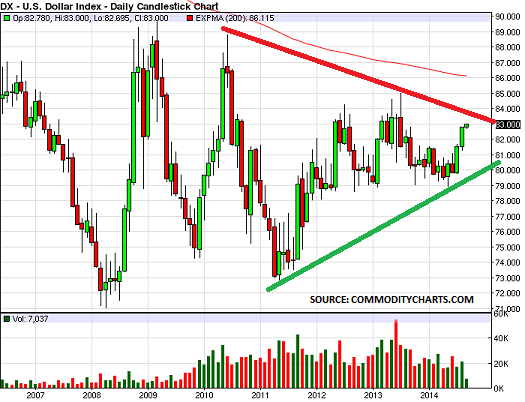 DX - U.S. Dollar Index - Daily Candlestick Chart
Op:82.780, Hi:83.000, Lo:82.695, Cl:83.000 EXPMA (200): 86.115
90.000
89.000
88.000
87.000
86.000
85.000
84.000
83.000
82.000
81.000
80.000
79.000
78.000
77.000
76.000
75.000
74.000
73.000
72.000
71.000
SOURCE: COMMODITYCHARTS.COM
Vol: 7,037
60K
40K
20K
0K
2007 2008 2009 2010 2011 2012 2013 2014